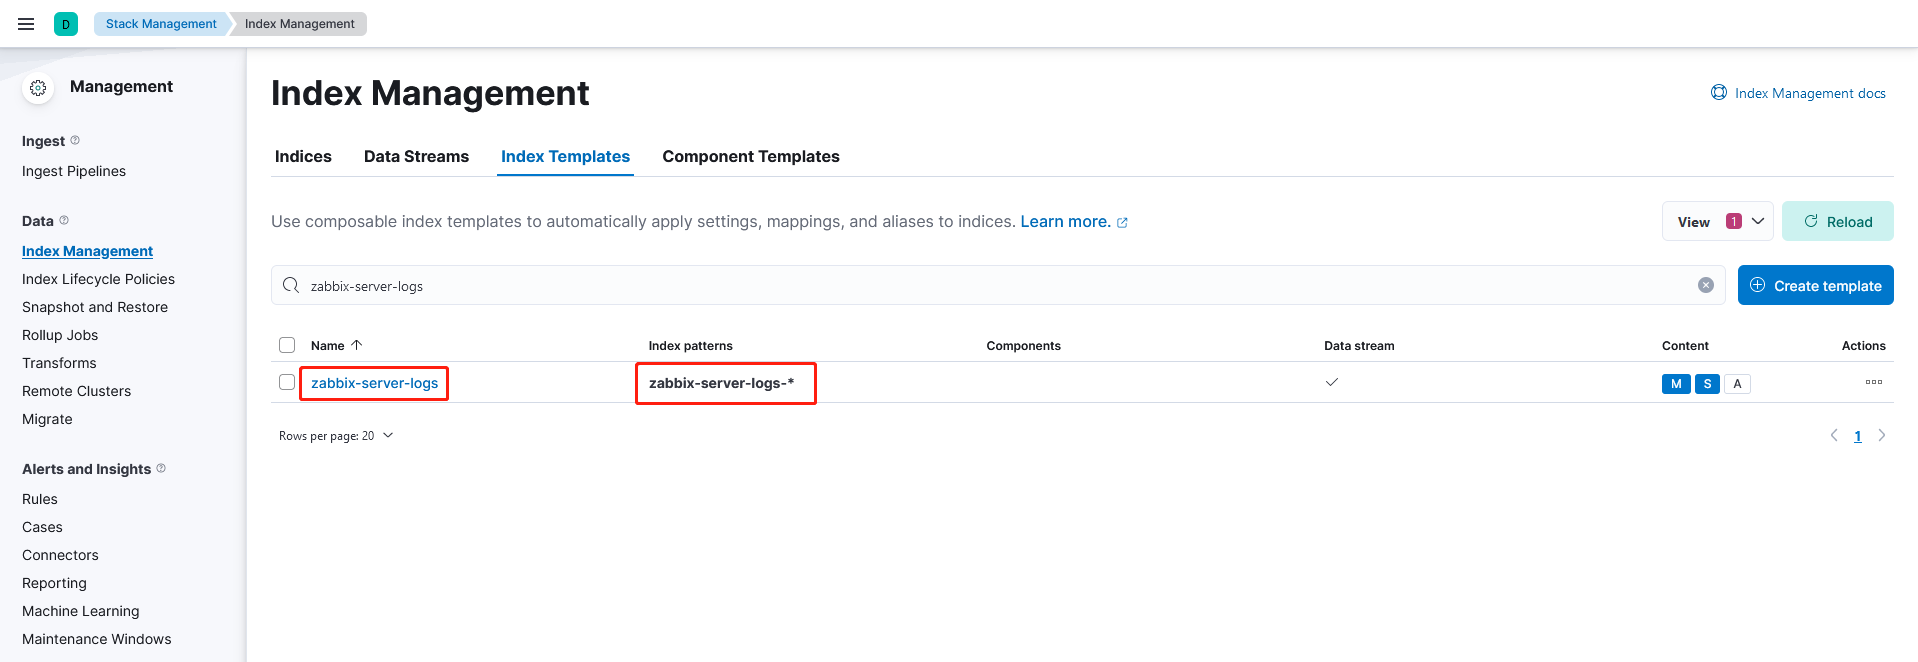 D
Stack Management
Index Management
Management
Ingest
Ingest Pipelines
Data
Index Management
Index Lifecycle Policies
Snapshot and Restore
Rollup Jobs
Transforms
Remote Clusters
Migrate
Alerts and Insights
Rules
Cases
Connectors
Reporting
Machine Learning
Maintenance Windows
Index Management
Index Management docs
Indices Data Streams Index Templates Component Templates
Use composable index templates to automatically apply settings, mappings, and aliases to indices. Learn more.
View 1
Reload
zabbix-server-logs
Create template
Name Index patterns Components Data stream Content Actions
zabbix-server-logs zabbix-server-logs-* M S A
Rows per page: 20
1